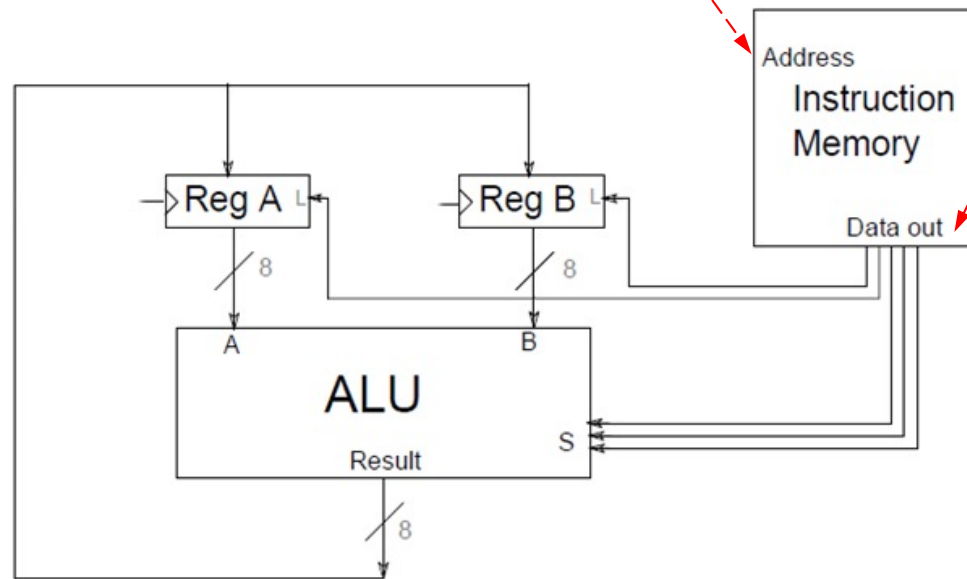 Address
Instruction
Memory
Data out
Reg A L
Reg B L
8
8
A
B
ALU
S
Result
8